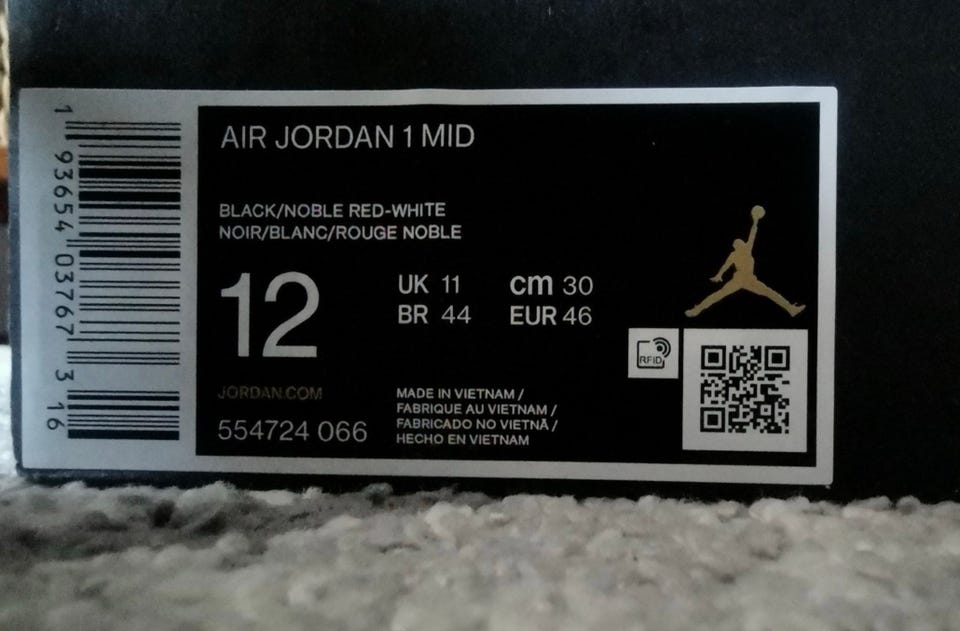 1 93654 03767 3 16
AIR JORDAN 1 MID
BLACK/NOBLE RED-WHITE
NOIR/BLANC/ROUGE NOBLE
12
UK 11 cm 30
BR 44 EUR 46
RFID
JORDAN.COM
554724 066
MADE IN VIETNAM /
FABRIQUE AU VIETNAM /
FABRICADO NO VIETNÃ /
HECHO EN VIETNAM